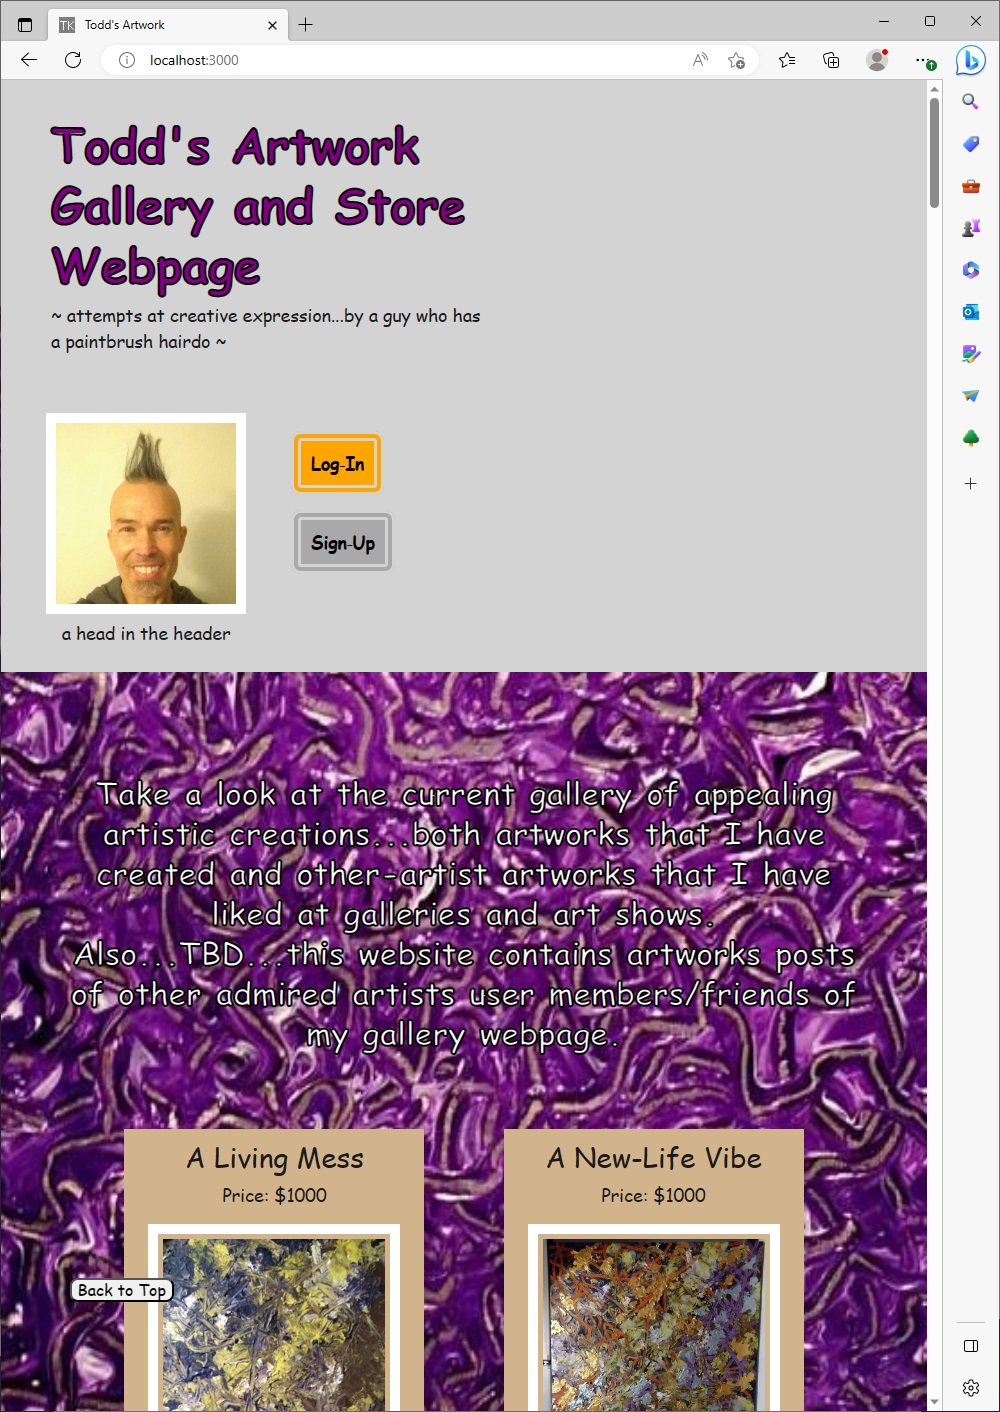 TK Todd's Artwork
localhost:3000
Todd's Artwork
Gallery and Store
Webpage
~ attempts at creative expression...by a guy who has
a paintbrush hairdo ~
Log-In
Sign-Up
a head in the header
Take a look at the current gallery of appealing
artistic creations...both artworks that I have
created and other-artist artworks that I have
liked at galleries and art shows.
Also...TBD...this website contains artworks posts
of other admired artists user members/friends of
my gallery webpage.
A Living Mess
Price: $1000
A New-Life Vibe
Price: $1000
Back to Top